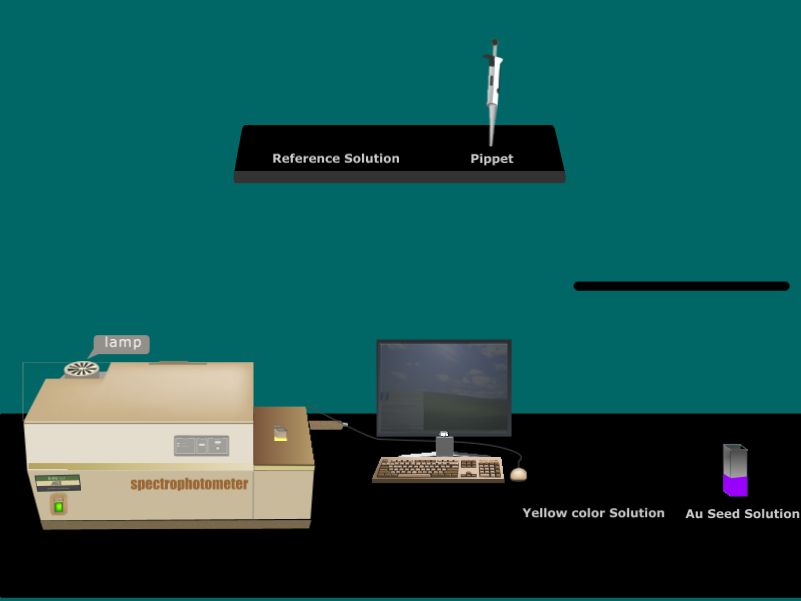 Reference Solution
Pippet
lamp
spectrophotometer
Yellow color Solution
Au Seed Solution